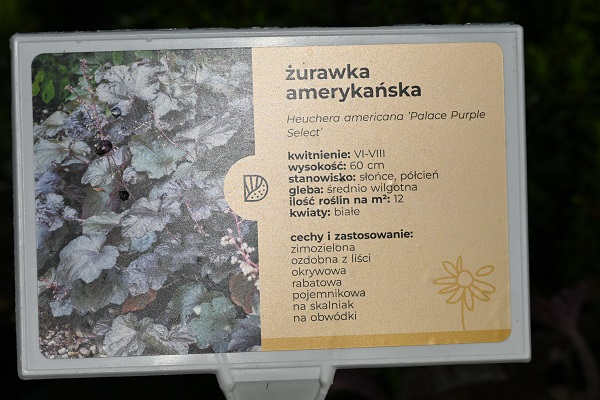 żurawka
amerykańska
Heuchera americana 'Palace Purple
Select'
kwitnienie: VI-VIII
wysokość: 60 cm
stanowisko: słońce, półcień
gleba: średnio wilgotna
ilość roślin na m²: 12
kwiaty: białe
cechy i zastosowanie:
zimozielona
ozdobna z liści
okrywowa
rabatowa
pojemnikowa
na skalniak
na obwódki